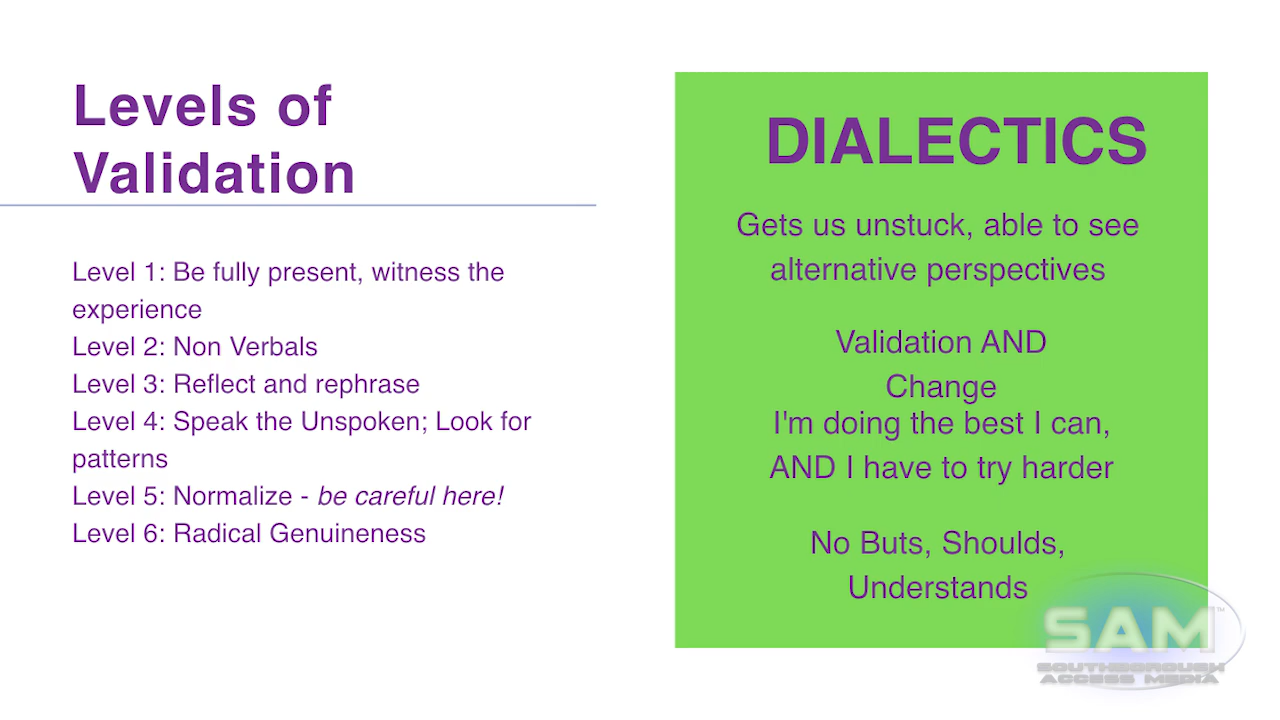 Levels of
Validation
Level 1: Be fully present, witness the
experience
Level 2: Non Verbals
Level 3: Reflect and rephrase
Level 4: Speak the Unspoken; Look for
patterns
Level 5: Normalize - be careful here!
Level 6: Radical Genuineness
DIALECTICS
Gets us unstuck, able to see
alternative perspectives
Validation AND
Change
I'm doing the best I can,
AND I have to try harder
No Buts, Shoulds,
Understands
SAM™
SOUTHBOROUGH
ACCESS MEDIA